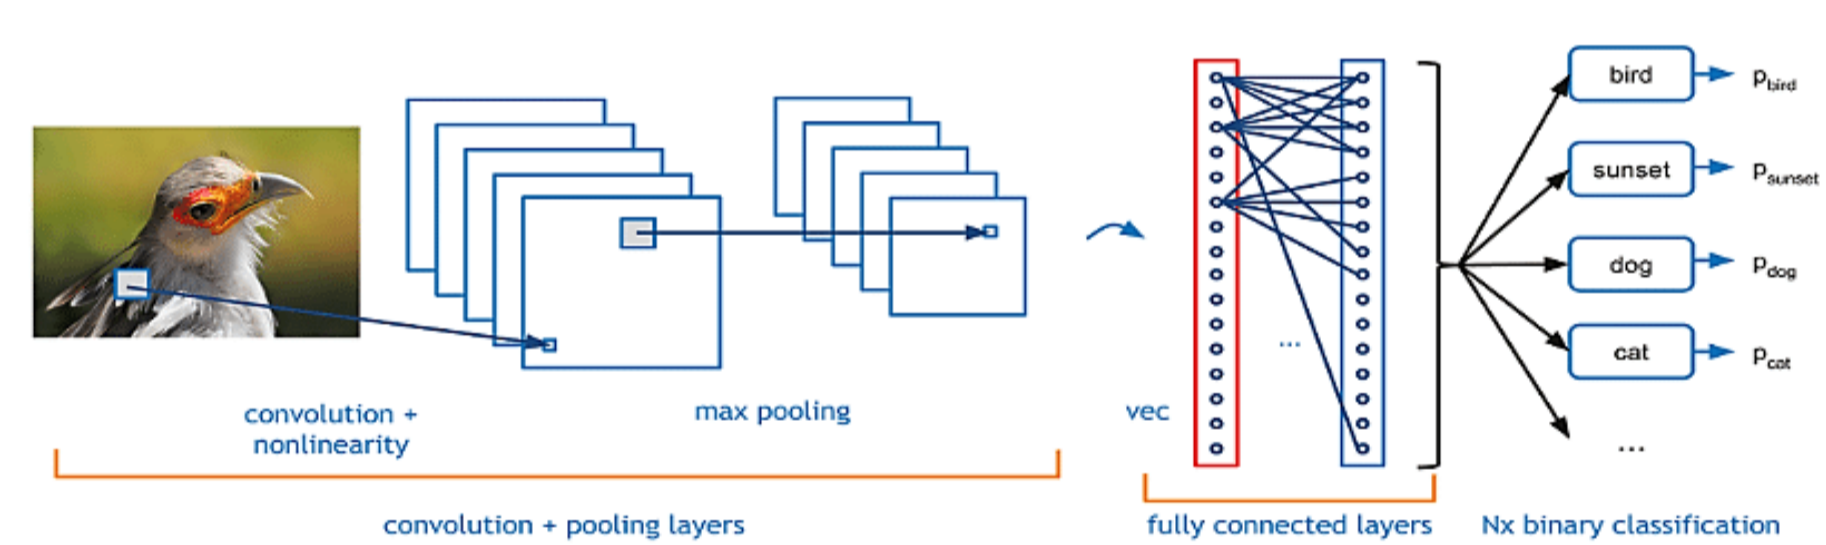 convolution +
nonlinearity
max pooling
vec
convolution + pooling layers
fully connected layers
Nx binary classification
...
bird
p_bird
sunset
p_sunset
dog
p_dog
cat
p_cat
...